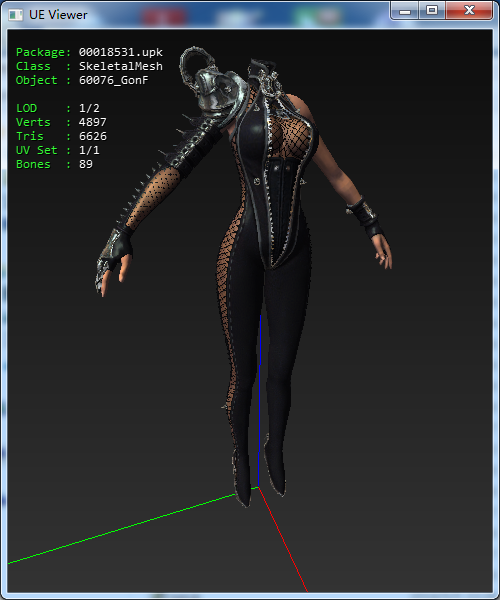 UE Viewer
Package: 00018531.upk
Class : SkeletalMesh
Object : 60076_GonF
LOD : 1/2
Verts : 4897
Tris : 6626
UV Set : 1/1
Bones : 89